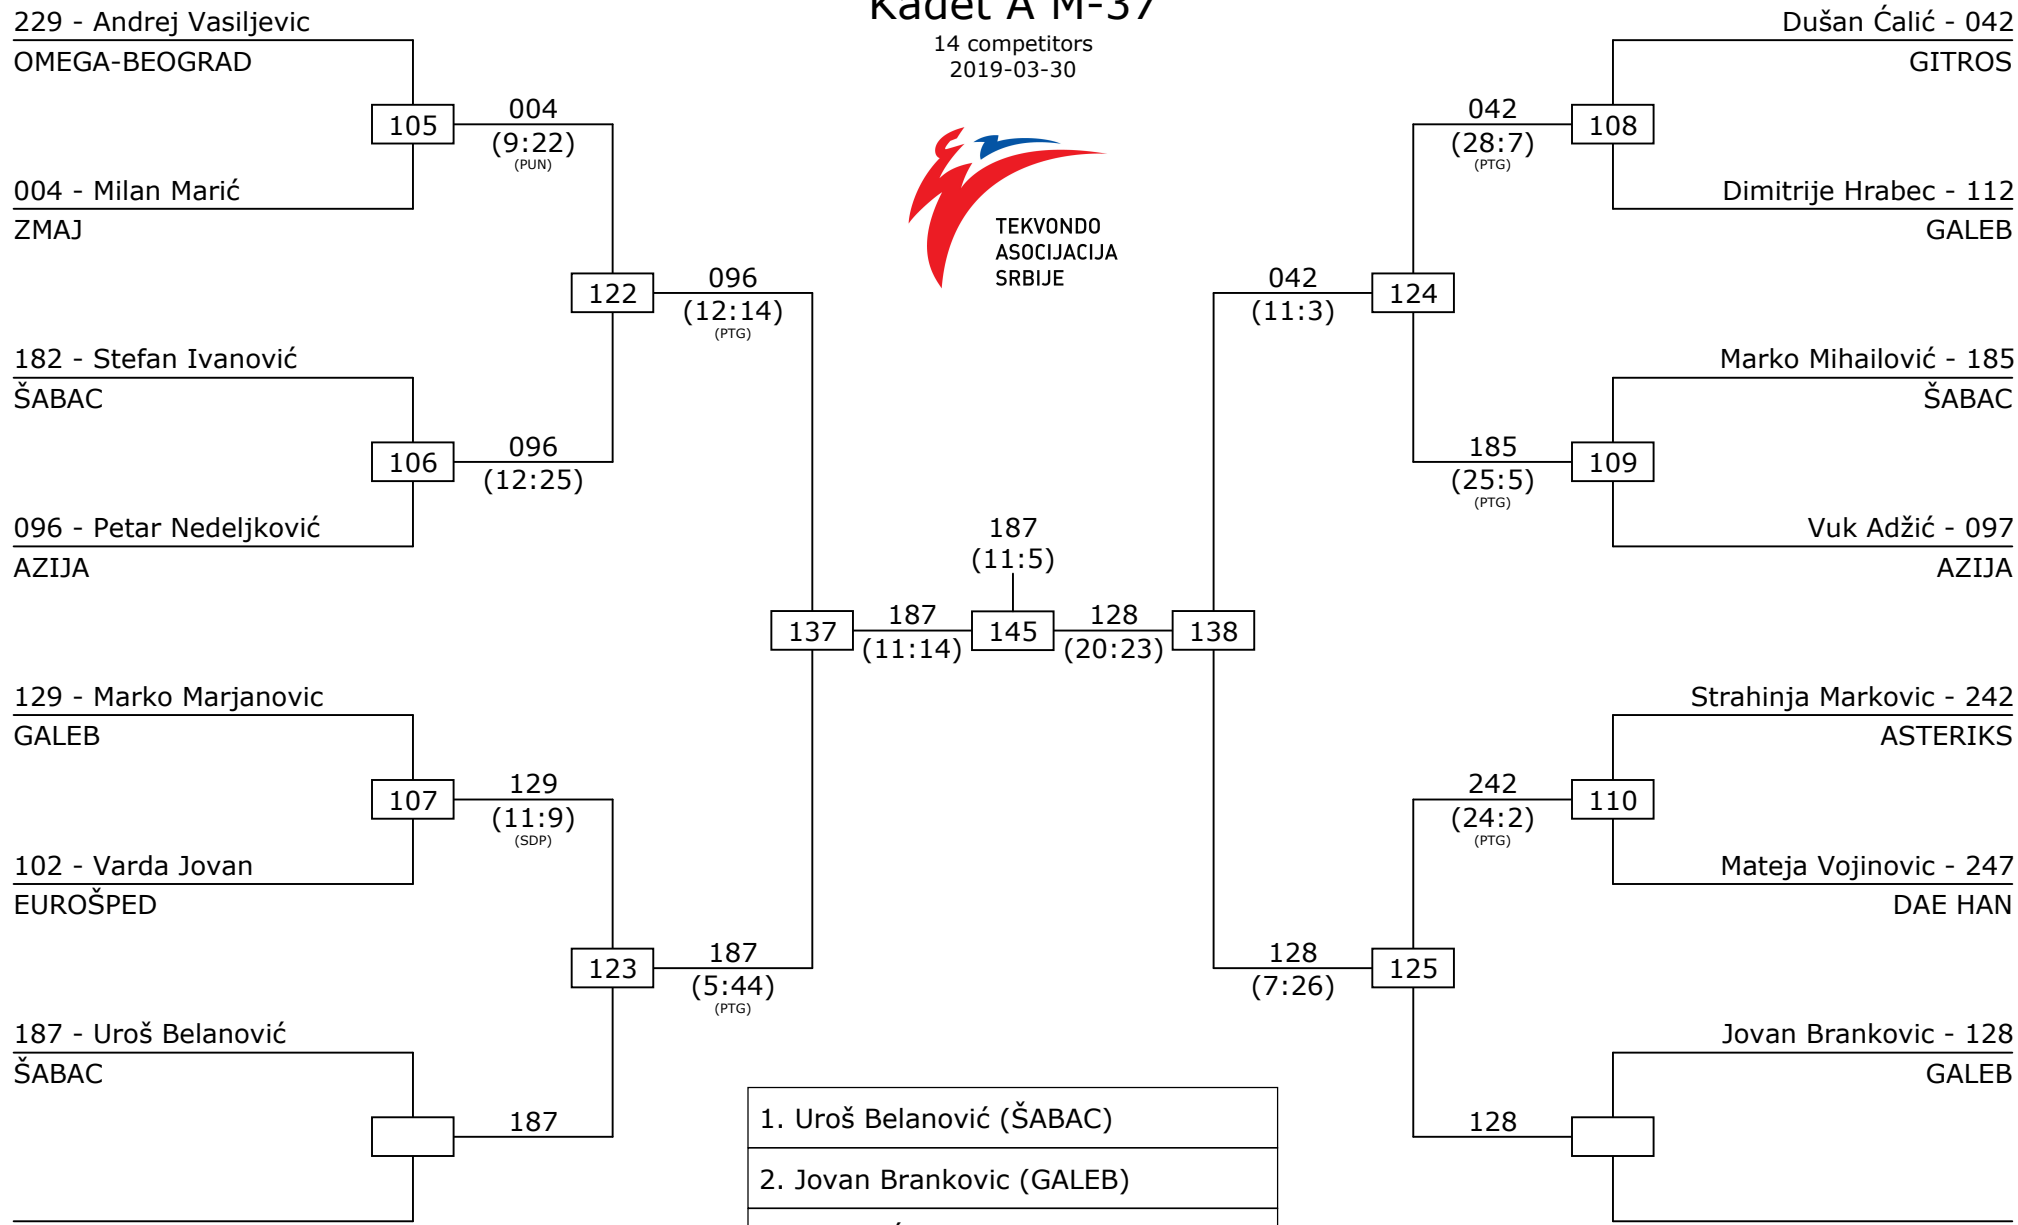 Kadet A M-37
14 competitors
2019-03-30
TEKVONDO
ASOCIJACIJA
SRBIJE
229 - Andrej Vasiljevic
OMEGA-BEOGRAD
105
004
(9:22)
(PUN)
004 - Milan Marić
ZMAJ
122
096
(12:14)
(PTG)
182 - Stefan Ivanović
ŠABAC
106
096
(12:25)
096 - Petar Nedeljković
AZIJA
137
187
(11:14)
129 - Marko Marjanovic
GALEB
107
129
(11:9)
(SDP)
102 - Varda Jovan
EUROŠPED
123
187
(5:44)
(PTG)
187 - Uroš Belanović
ŠABAC
187
187
(11:5)
145
Dušan Ćalić - 042
GITROS
042
(28:7)
(PTG)
108
Dimitrije Hrabec - 112
GALEB
042
(11:3)
124
Marko Mihailović - 185
ŠABAC
185
(25:5)
(PTG)
109
Vuk Adžić - 097
AZIJA
128
(20:23)
138
Strahinja Markovic - 242
ASTERIKS
242
(24:2)
(PTG)
110
Mateja Vojinovic - 247
DAE HAN
128
(7:26)
125
Jovan Brankovic - 128
GALEB
128
1. Uroš Belanović (ŠABAC)
2. Jovan Brankovic (GALEB)